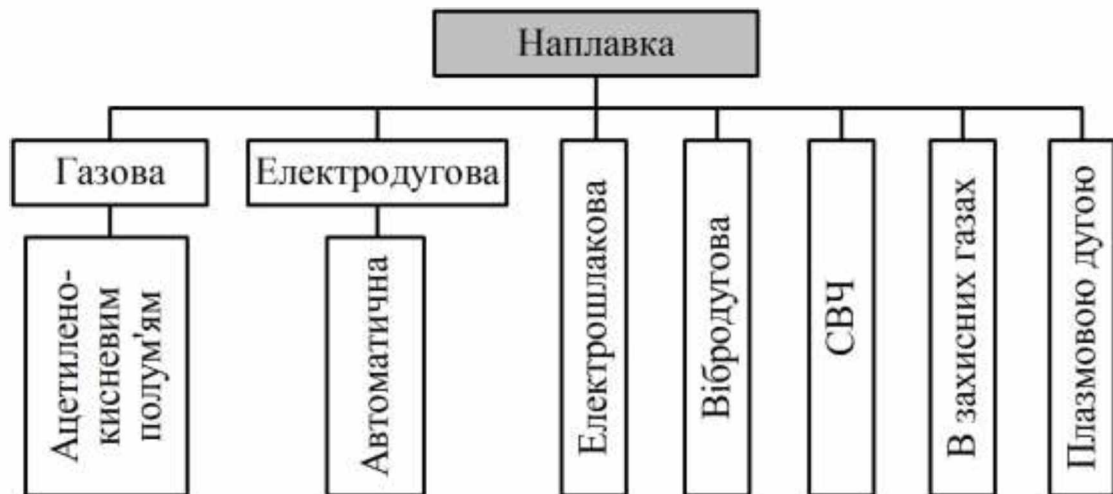 Наплавка
Газова
Електродугова
Ацетилено-
кисневим
полум'ям
Автоматична
Електрошлакова
Вібродугова
СВЧ
В захисних газах
Плазмовою дугою